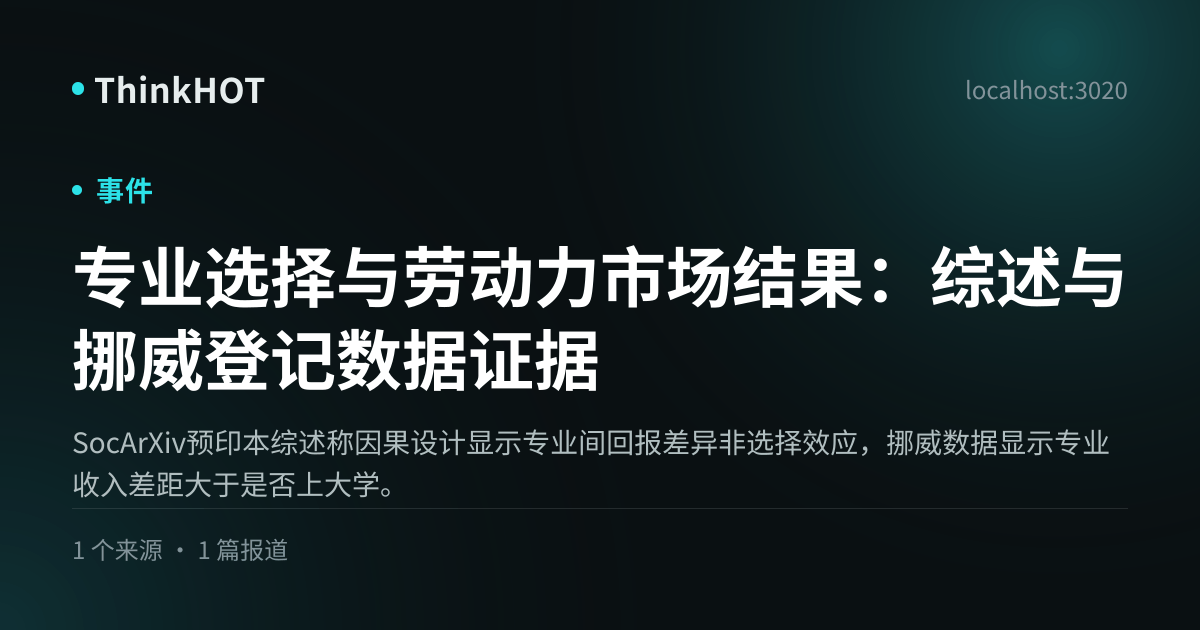 ThinkHOT
localhost:3020
事件
专业选择与劳动力市场结果：综述与
挪威登记数据证据
SocArXiv预印本综述称因果设计显示专业间回报差异非选择效应，挪威数据显示专业
收入差距大于是否上大学。
1 个来源 · 1 篇报道